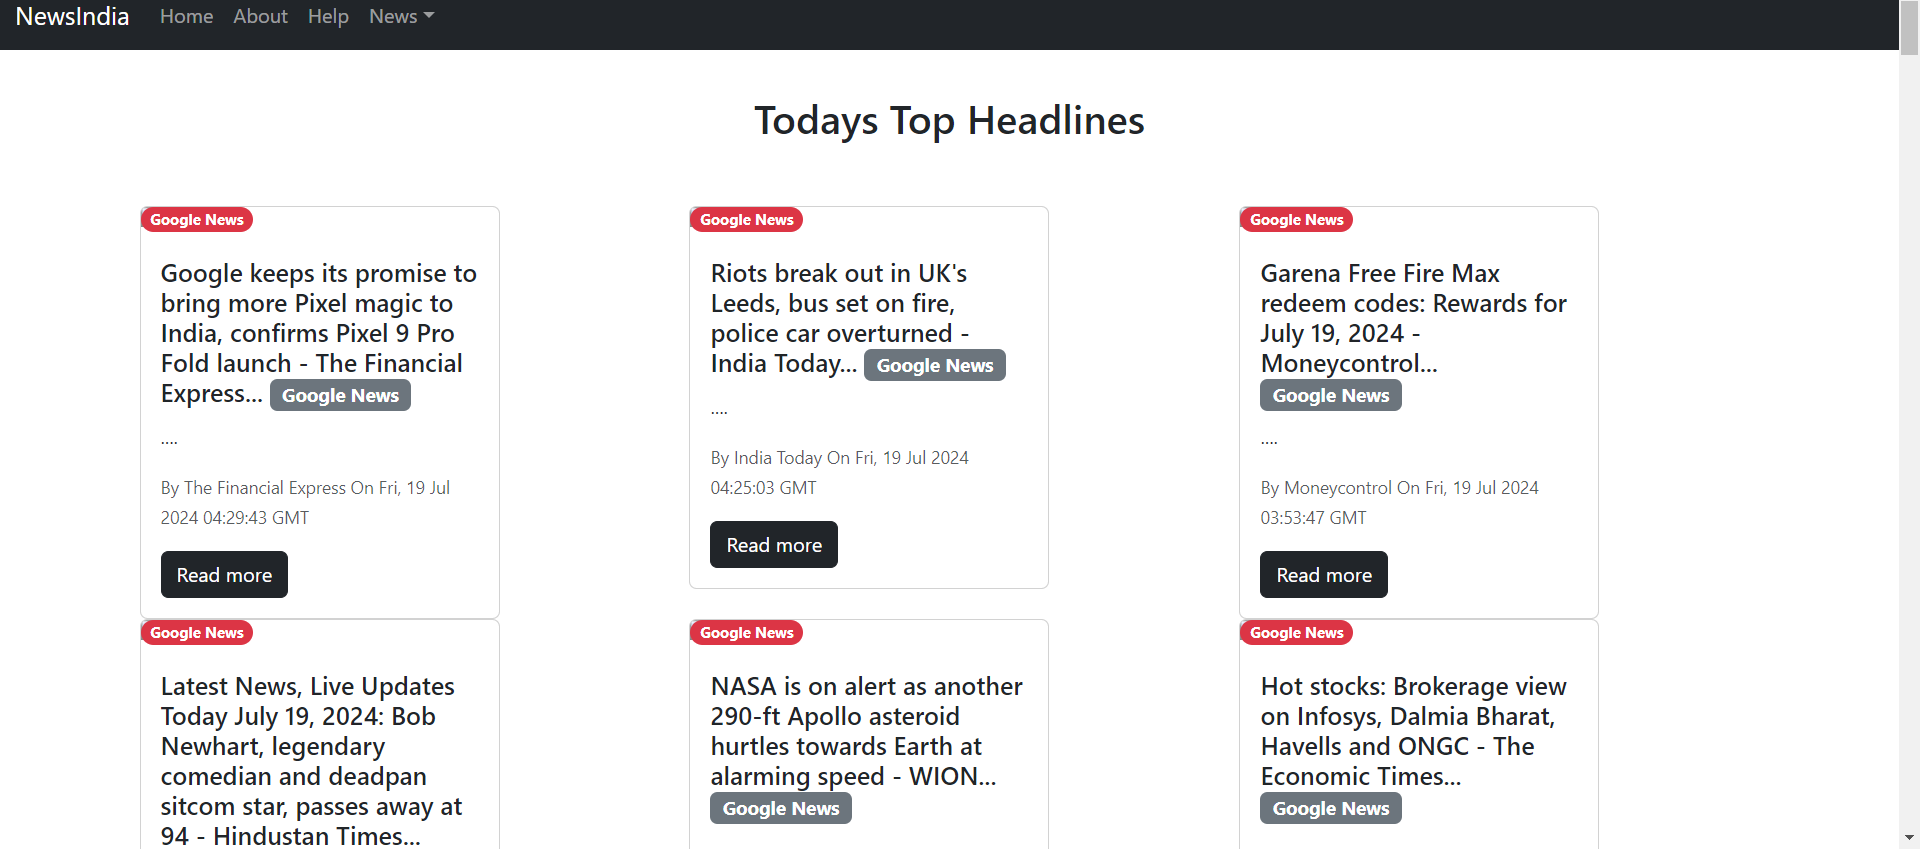 NewsIndia Home About Help News
Todays Top Headlines
Google News
Google keeps its promise to
bring more Pixel magic to
India, confirms Pixel 9 Pro
Fold launch - The Financial
Express... Google News
....
By The Financial Express On Fri, 19 Jul
2024 04:29:43 GMT
Read more
Google News
Riots break out in UK's
Leeds, bus set on fire,
police car overturned -
India Today... Google News
....
By India Today On Fri, 19 Jul 2024
04:25:03 GMT
Read more
Google News
Garena Free Fire Max
redeem codes: Rewards for
July 19, 2024 -
Moneycontrol...
Google News
....
By Moneycontrol On Fri, 19 Jul 2024
03:53:47 GMT
Read more
Google News
Latest News, Live Updates
Today July 19, 2024: Bob
Newhart, legendary
comedian and deadpan
sitcom star, passes away at
94 - Hindustan Times...
Google News
NASA is on alert as another
290-ft Apollo asteroid
hurtles towards Earth at
alarming speed - WION...
Google News
Google News
Hot stocks: Brokerage view
on Infosys, Dalmia Bharat,
Havells and ONGC - The
Economic Times...
Google News